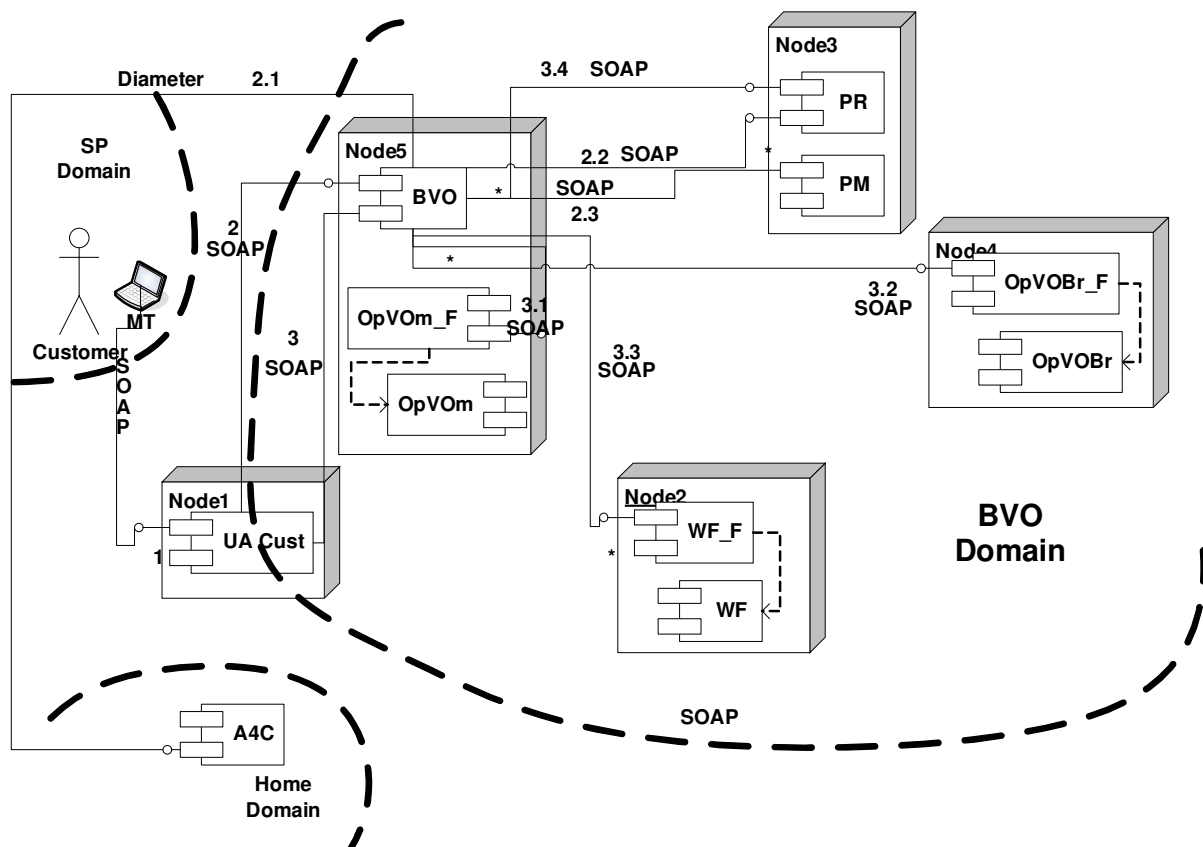 Node3
3.4 SOAP
Diameter 2.1
PR
SP
Domain
Node5
2.2 SOAP
*
BVO
*
SOAP
PM
2.3
2
SOAP
*
Node4
OpVOBr_F
3.2
SOAP
MT
OpVOm_F
3.1
SOAP
Customer
SOAP
3
SOAP
3.3
SOAP
OpVOBr
OpVOm
Node1
Node2
UA Cust
WF_F
BVO
Domain
1
*
WF
SOAP
A4C
Home
Domain